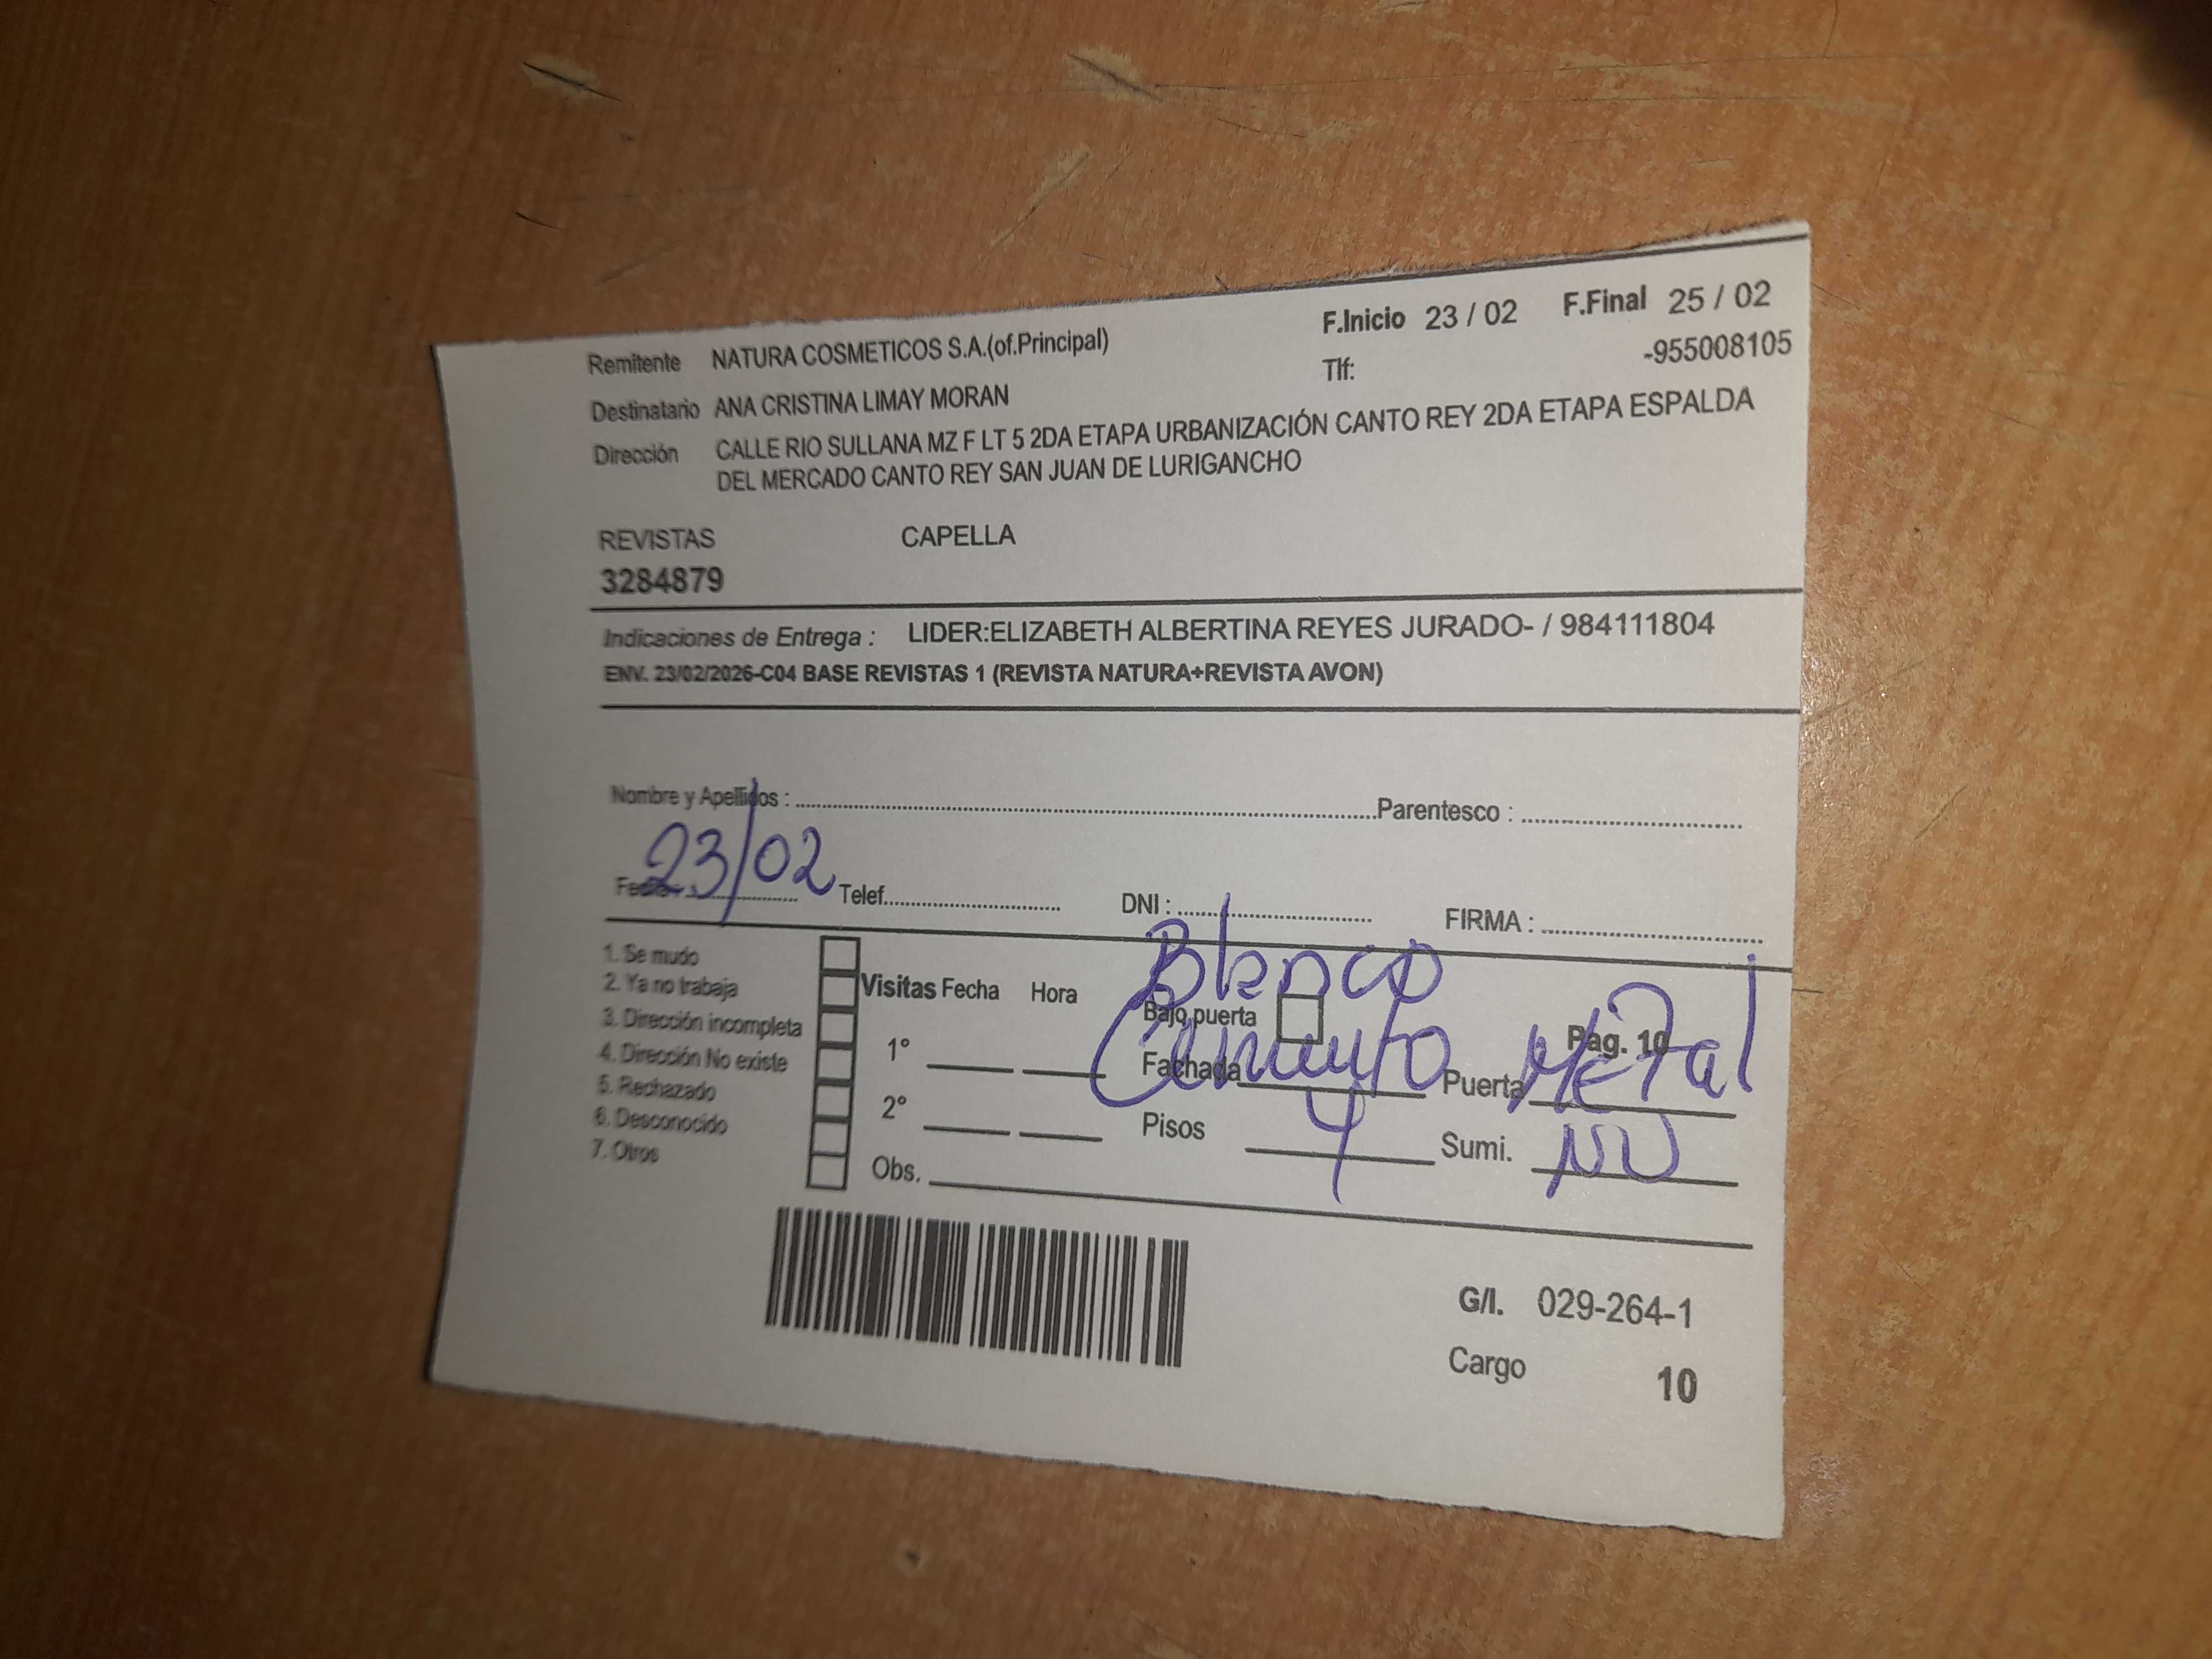 F.Inicio 23 / 02 F.Final 25 / 02
Remitente NATURA COSMETICOS S.A.(of.Principal)
Tlf: -955008105
Destinatario ANA CRISTINA LIMAY MORAN
Dirección CALLE RIO SULLANA MZ F LT 5 2DA ETAPA URBANIZACIÓN CANTO REY 2DA ETAPA ESPALDA
DEL MERCADO CANTO REY SAN JUAN DE LURIGANCHO
REVISTAS CAPELLA
3284879
Indicaciones de Entrega : LIDER:ELIZABETH ALBERTINA REYES JURADO- / 984111804
ENV. 23/02/2026-C04 BASE REVISTAS 1 (REVISTA NATURA+REVISTA AVON)
Nombre y Apellidos : Parentesco :
Fecha : 23/02 Telef. DNI : FIRMA :
1. Se mudo
2. Ya no trabaja
3. Dirección incompleta
4. Dirección No existe
5. Rechazado
6. Desconocido
7. Otros
Visitas Fecha Hora
1°
2°
Obs.
Blanco
Bajo puerta
Pag. 10
Fachada Cemento Puerta Metal
Pisos 4 Sumi.
G/I. 029-264-1
Cargo 10